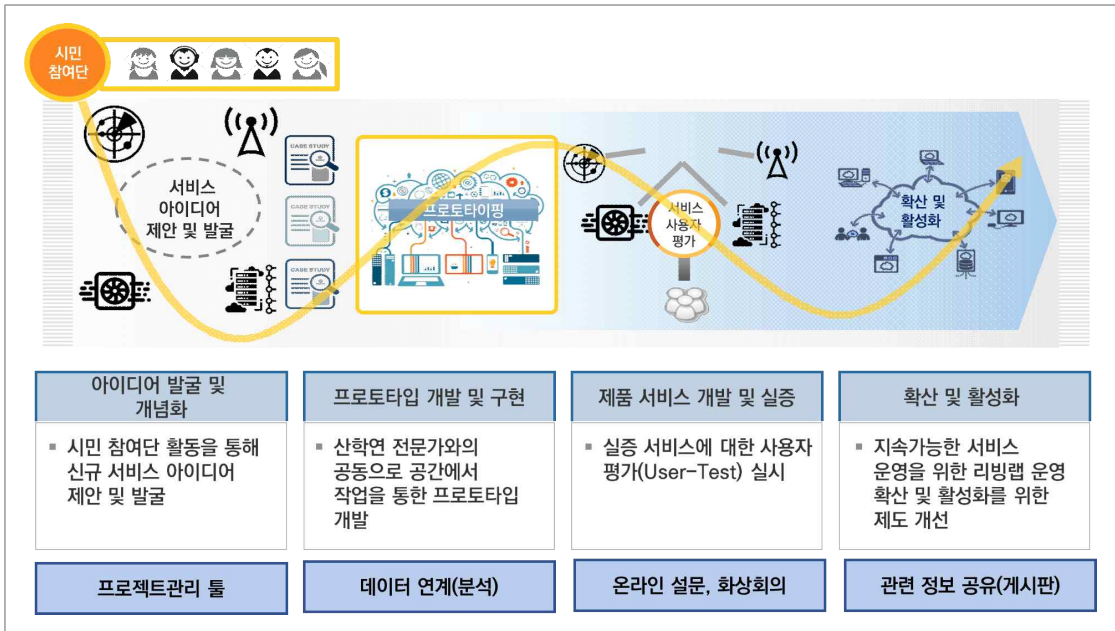 시민
참여단
서비스
아이디어
제안 및 발굴
CASE STUDY
CASE STUDY
CASE STUDY
프로토타이핑
서비스
사용자
평가
확산 및
활성화
아이디어 발굴 및
개념화
▪ 시민 참여단 활동을 통해
신규 서비스 아이디어
제안 및 발굴
프로젝트관리 툴
프로토타입 개발 및 구현
▪ 산학연 전문가와의
공동으로 공간에서
작업을 통한 프로토타입
개발
데이터 연계(분석)
제품 서비스 개발 및 실증
▪ 실증 서비스에 대한 사용자
평가(User-Test) 실시
온라인 설문, 화상회의
확산 및 활성화
▪ 지속가능한 서비스
운영을 위한 리빙랩 운영
확산 및 활성화를 위한
제도 개선
관련 정보 공유(게시판)